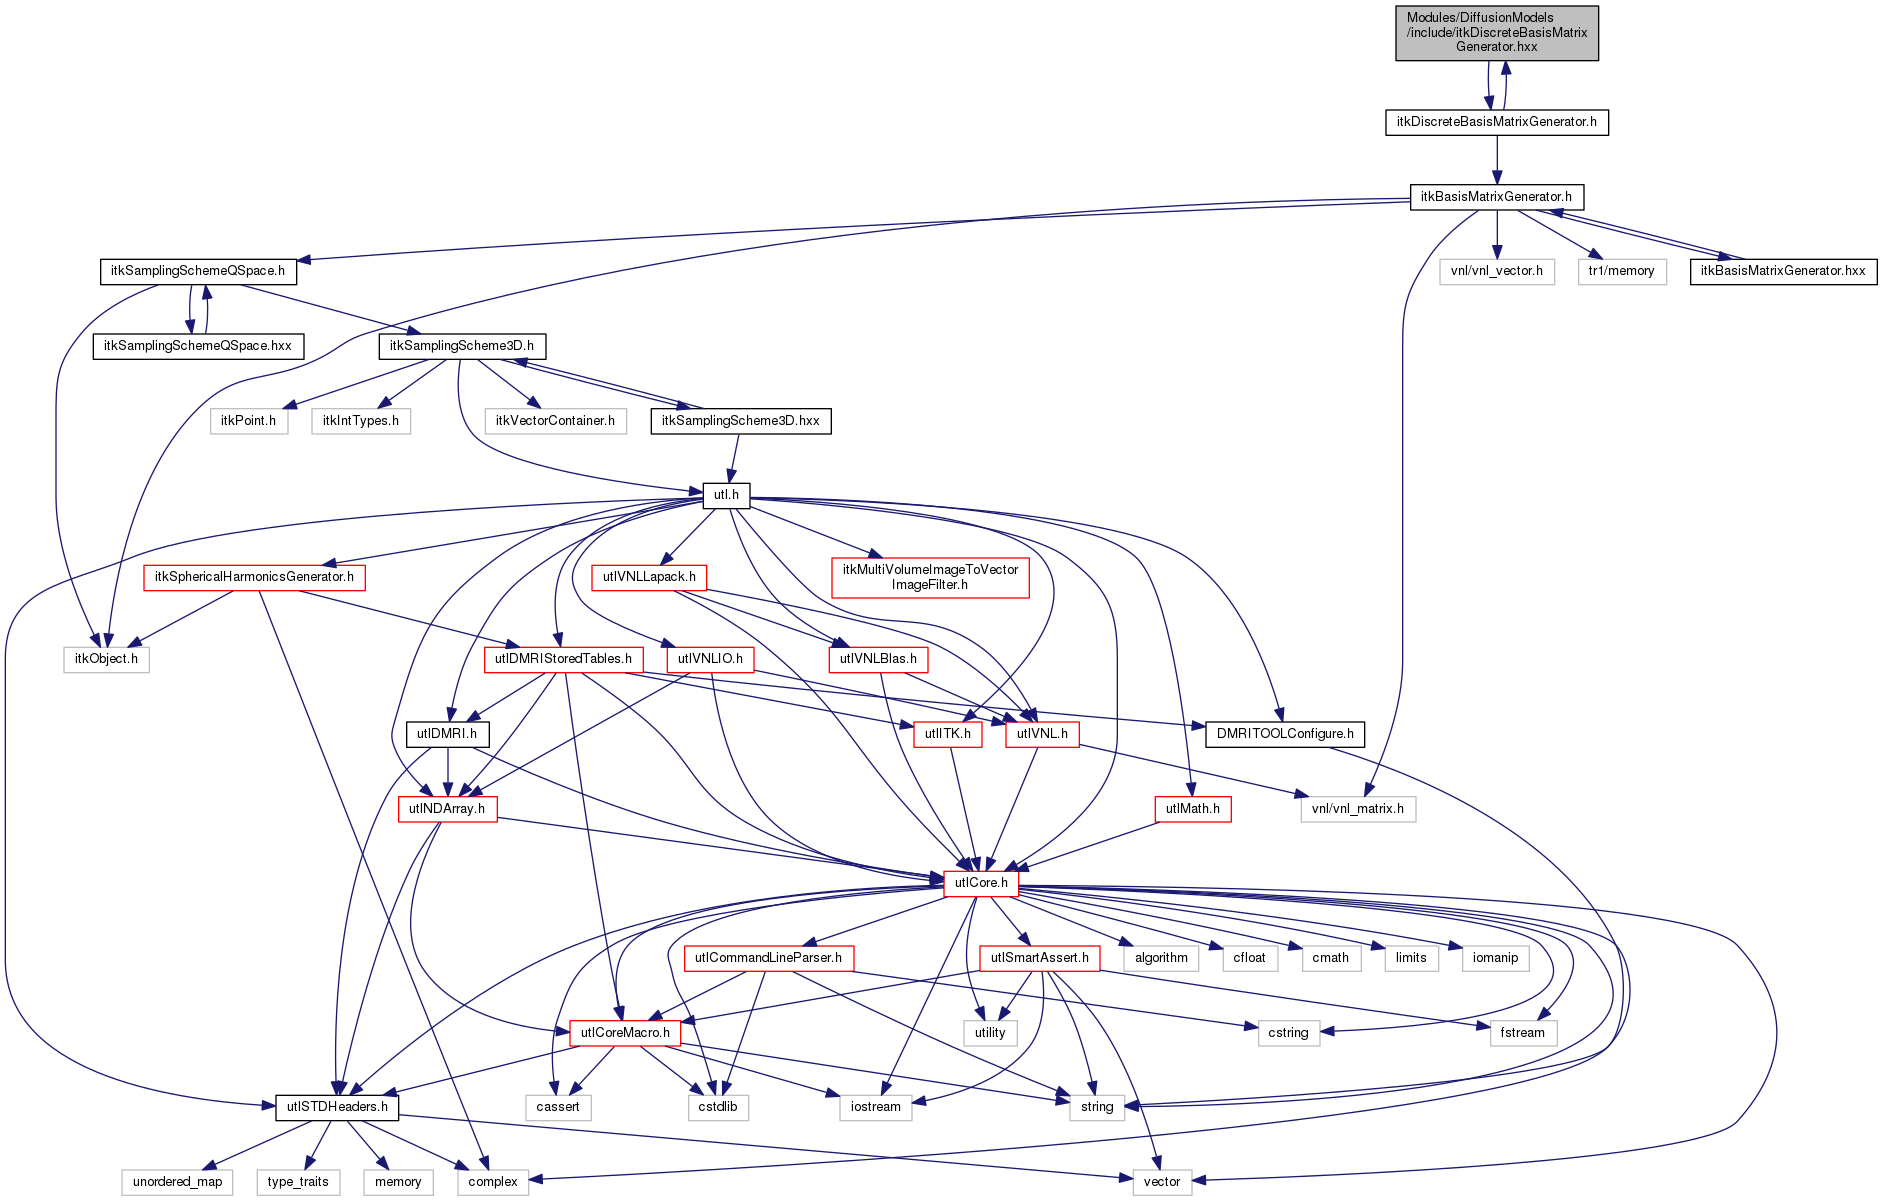 Modules/DiffusionModels
/include/itkDiscreteBasisMatrix
Generator.hxx
itkDiscreteBasisMatrixGenerator.h
itkBasisMatrixGenerator.h
itkSamplingSchemeQSpace.h
vnl/vnl_vector.h
tr1/memory
itkBasisMatrixGenerator.hxx
itkSamplingSchemeQSpace.hxx
itkSamplingScheme3D.h
itkPoint.h
itkIntTypes.h
itkVectorContainer.h
itkSamplingScheme3D.hxx
utl.h
itkSphericalHarmonicsGenerator.h
utlVNLLapack.h
itkMultiVolumeImageToVector
ImageFilter.h
itkObject.h
utlDMRIStoredTables.h
utlVNLIO.h
utlVNLBlas.h
utlDMRI.h
utlITK.h
utlVNL.h
DMRITOOLConfigure.h
utlNDArray.h
utlMath.h
vnl/vnl_matrix.h
utlCore.h
utlCommandLineParser.h
utlSmartAssert.h
algorithm
cfloat
cmath
limits
iomanip
utlCoreMacro.h
utility
cstring
fstream
utlSTDHeaders.h
cassert
cstdlib
iostream
string
unordered_map
type_traits
memory
complex
vector